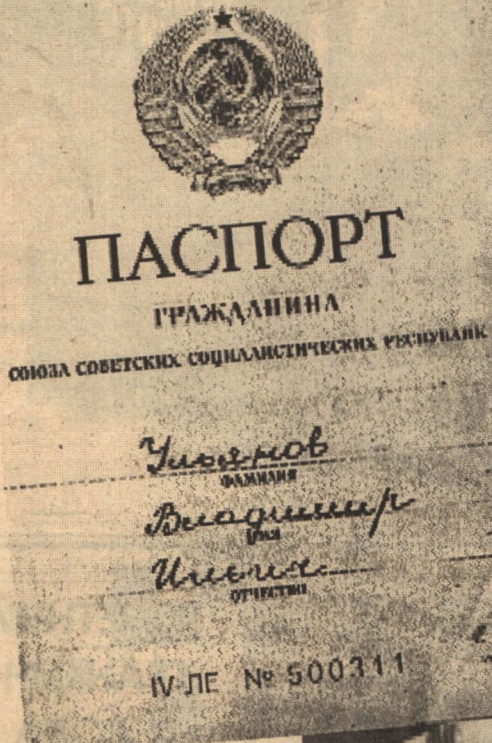 ПАСПОРТ
ГРАЖДАНИНА
СОЮЗА СОВЕТСКИХ СОЦИАЛИСТИЧЕСКИХ РЕСПУБЛИК
Ульянов
ФАМИЛИЯ
Владимир
ИМЯ
Ильич
ОТЧЕСТВО
IV-ЛЕ № 500311